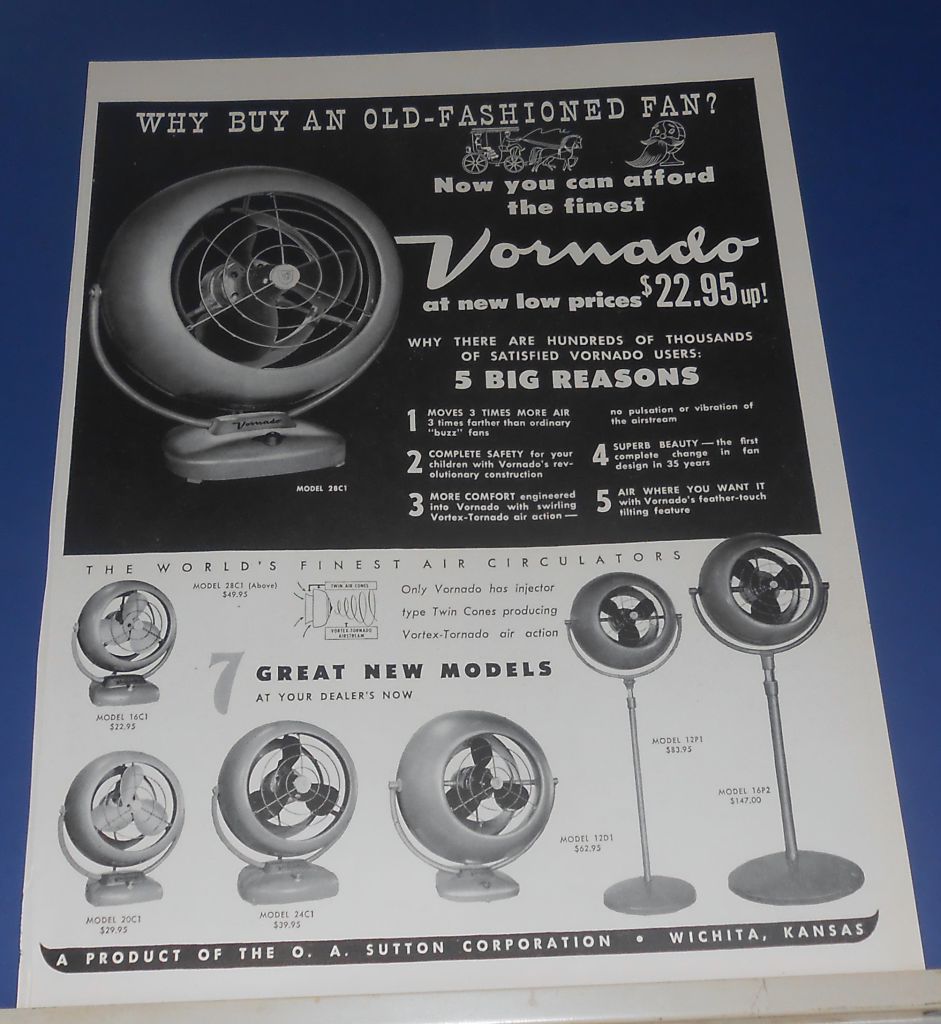 WHY BUY AN OLD-FASHIONED FAN?
Now you can afford
the finest
Vornado
at new low prices $22.95 up!
WHY THERE ARE HUNDREDS OF THOUSANDS
OF SATISFIED VORNADO USERS:
5 BIG REASONS
1 MOVES 3 TIMES MORE AIR
3 times farther than ordinary
"buzz" fans
2 COMPLETE SAFETY for your
children with Vornado's rev-
olutionary construction
3 MORE COMFORT engineered
into Vornado with swirling
Vortex-Tornado air action—
no pulsation or vibration of
the airstream
4 SUPERB BEAUTY—the first
complete change in fan
design in 35 years
5 AIR WHERE YOU WANT IT
with Vornado's feather-touch
tilting feature
Vornado
MODEL 28C1
THE WORLD'S FINEST AIR CIRCULATORS
MODEL 28C1 (Above)
$49.95
TWIN AIR CONES
VORTEX-TORNADO
AIRSTREAM
Only Vornado has injector
type Twin Cones producing
Vortex-Tornado air action
7 GREAT NEW MODELS
AT YOUR DEALER'S NOW
MODEL 16C1
$22.95
MODEL 12P1
$83.95
MODEL 16P2
$147.00
MODEL 12D1
$62.95
MODEL 20C1
$29.95
MODEL 24C1
$39.95
A PRODUCT OF THE O. A. SUTTON CORPORATION • WICHITA, KANSAS